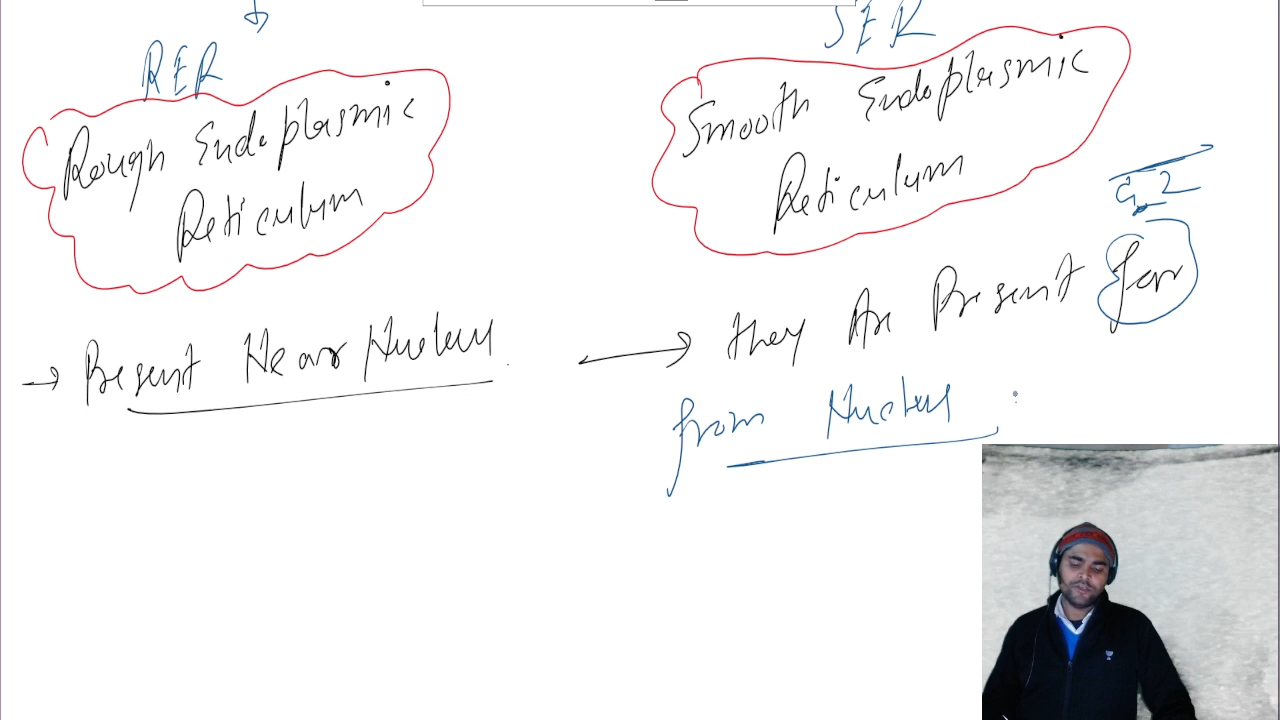 RER
SER
Rough Endoplasmic
Reticulum
Smooth Endoplasmic
Reticulum
→ Present Near Nucleus.
→ they Are Present far
from Nucleus